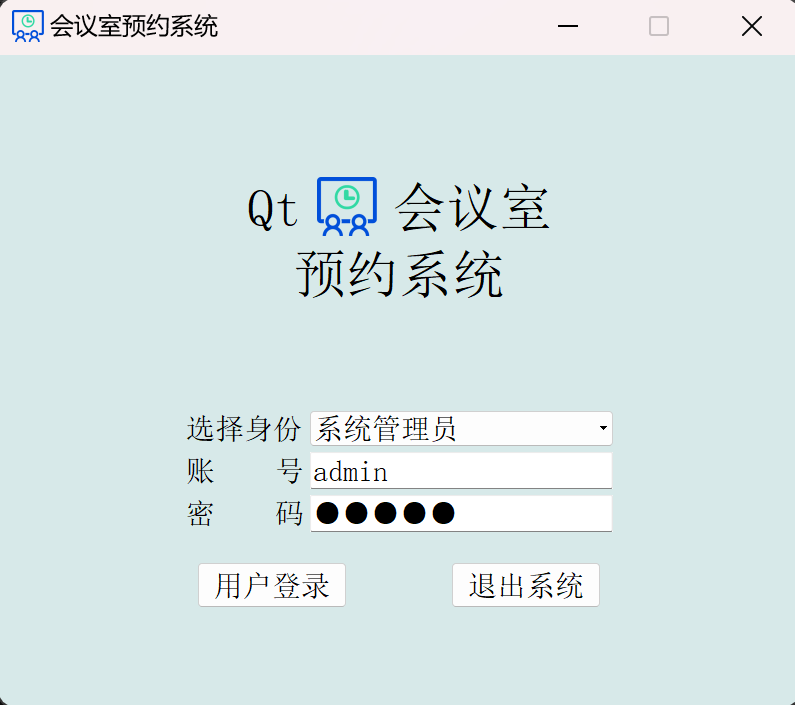 会议室预约系统
Qt 会议室
预约系统
选择身份 系统管理员
账 号 admin
密 码 ●●●●●
用户登录 退出系统